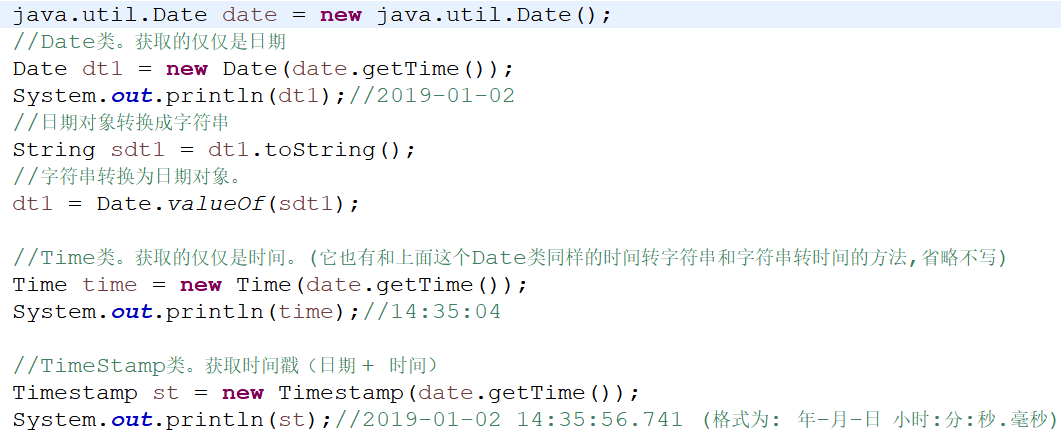 java.util.Date date = new java.util.Date();
//Date类。获取的仅仅是日期
Date dt1 = new Date(date.getTime());
System.out.println(dt1);//2019-01-02
//日期对象转换成字符串
String sdt1 = dt1.toString();
//字符串转换为日期对象。
dt1 = Date.valueOf(sdt1);
//Time类。获取的仅仅是时间。(它也有和上面这个Date类同样的时间转字符串和字符串转时间的方法,省略不写)
Time time = new Time(date.getTime());
System.out.println(time);//14:35:04
//TimeStamp类。获取时间戳（日期 + 时间）
Timestamp st = new Timestamp(date.getTime());
System.out.println(st);//2019-01-02 14:35:56.741 (格式为: 年-月-日 小时:分:秒.毫秒)